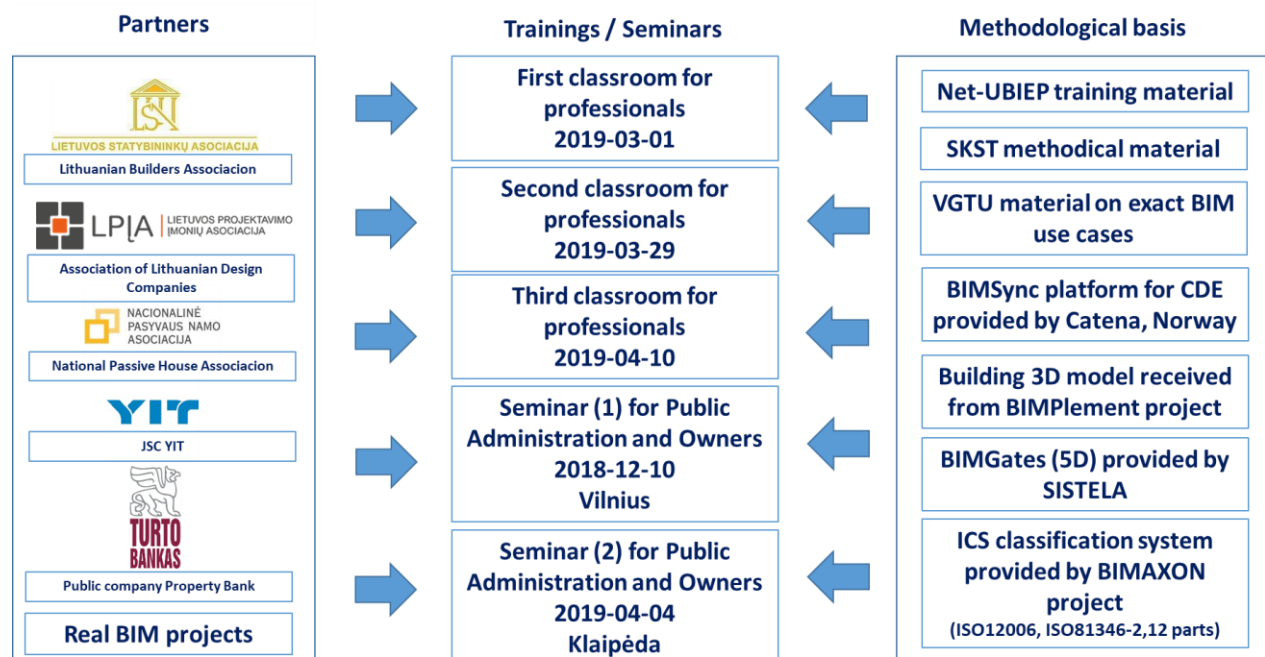 Partners
LSA
LIETUVOS STATYBININKŲ ASOCIACIJA
Lithuanian Builders Associacion
LPĮA
LIETUVOS PROJEKTAVIMO
ĮMONIŲ ASOCIACIJA
Association of Lithuanian Design
Companies
NACIONALINĖ
PASYVAUS NAMO
ASOCIACIJA
National Passive House Associacion
YIT
JSC YIT
TURTO
BANKAS
Public company Property Bank
Real BIM projects
Trainings / Seminars
First classroom for
professionals
2019-03-01
Second classroom for
professionals
2019-03-29
Third classroom for
professionals
2019-04-10
Seminar (1) for Public
Administration and Owners
2018-12-10
Vilnius
Seminar (2) for Public
Administration and Owners
2019-04-04
Klaipėda
Methodological basis
Net-UBIEP training material
SKST methodical material
VGTU material on exact BIM
use cases
BIMSync platform for CDE
provided by Catena, Norway
Building 3D model received
from BIMPlement project
BIMGates (5D) provided by
SISTELA
ICS classification system
provided by BIMAXON
project
(ISO12006, ISO81346-2,12 parts)